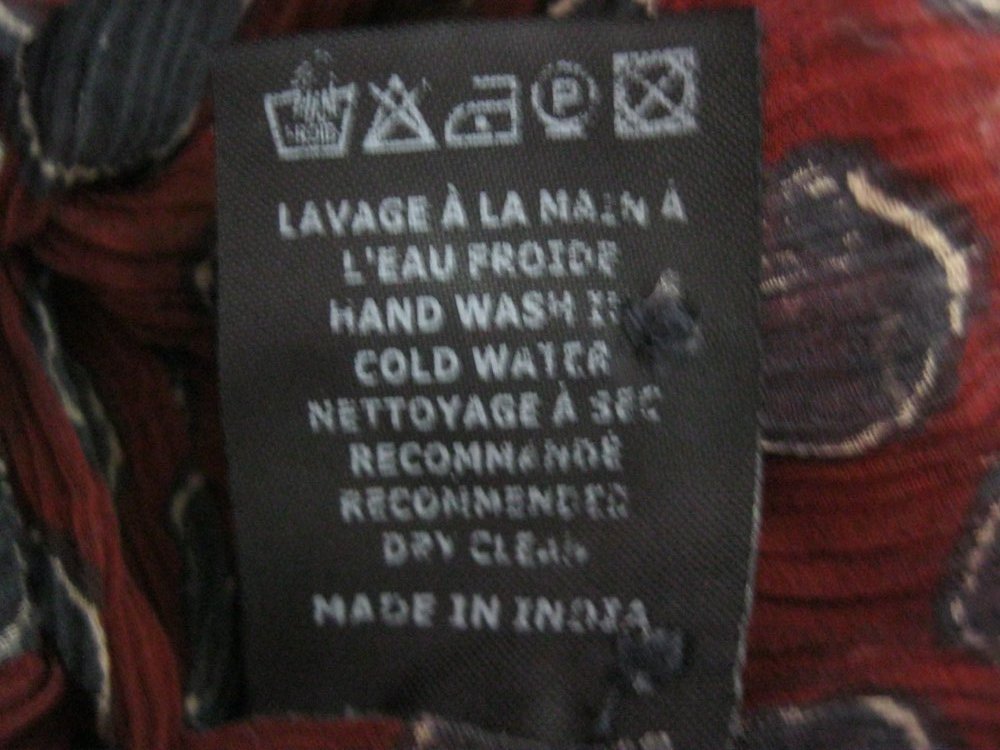 FROID
P
LAVAGE À LA MAIN À
L'EAU FROIDE
HAND WASH IN
COLD WATER
NETTOYAGE À SEC
RECOMMANDÉ
RECOMMENDED
DRY CLEAN
MADE IN INDIA